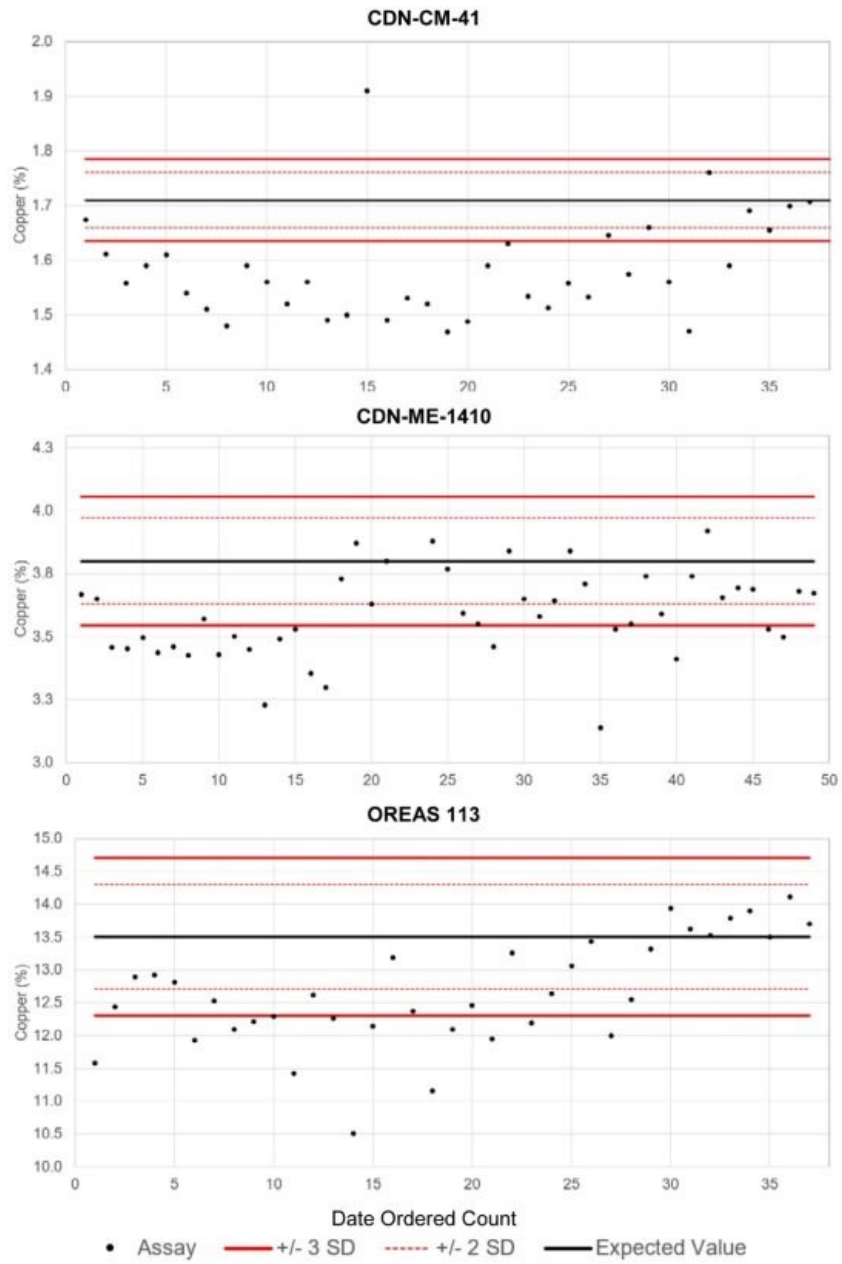 CDN-CM-41
2.0
1.9
1.8
1.7
1.6
1.5
1.4
Copper (%)
0 5 10 15 20 25 30 35
CDN-ME-1410
4.3
4.0
3.8
3.5
3.3
3.0
Copper (%)
0 5 10 15 20 25 30 35 40 45 50
OREAS 113
15.0
14.5
14.0
13.5
13.0
12.5
12.0
11.5
11.0
10.5
10.0
Copper (%)
0 5 10 15 20 25 30 35
Date Ordered Count
Assay +/- 3 SD +/- 2 SD Expected Value